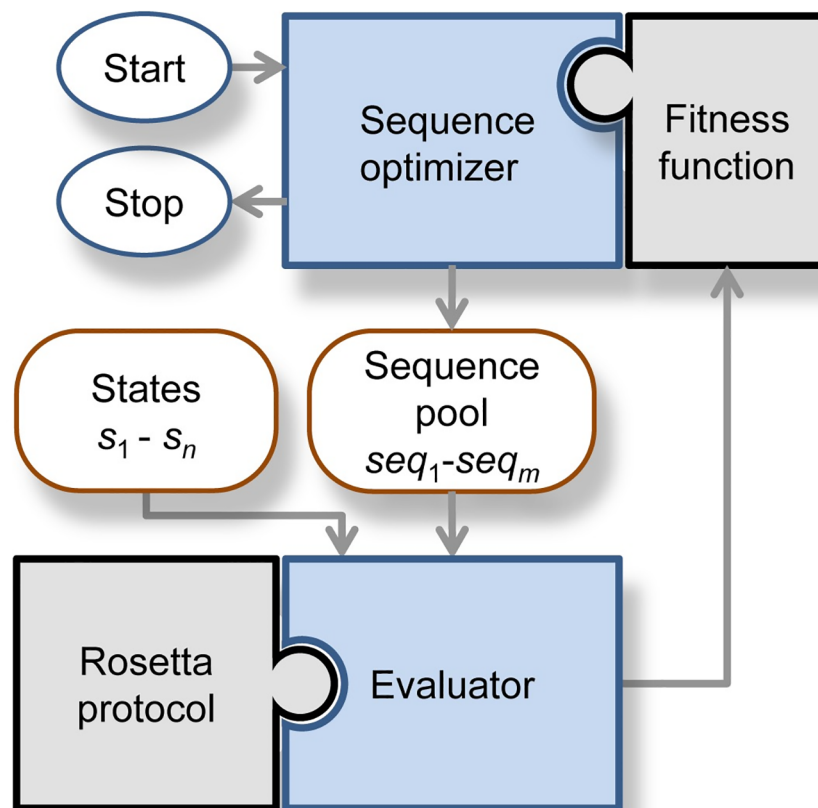 Start
Sequence
optimizer
Fitness
function
Stop
States
s₁ - sₙ
Sequence
pool
seq₁-seqₘ
Rosetta
protocol
Evaluator